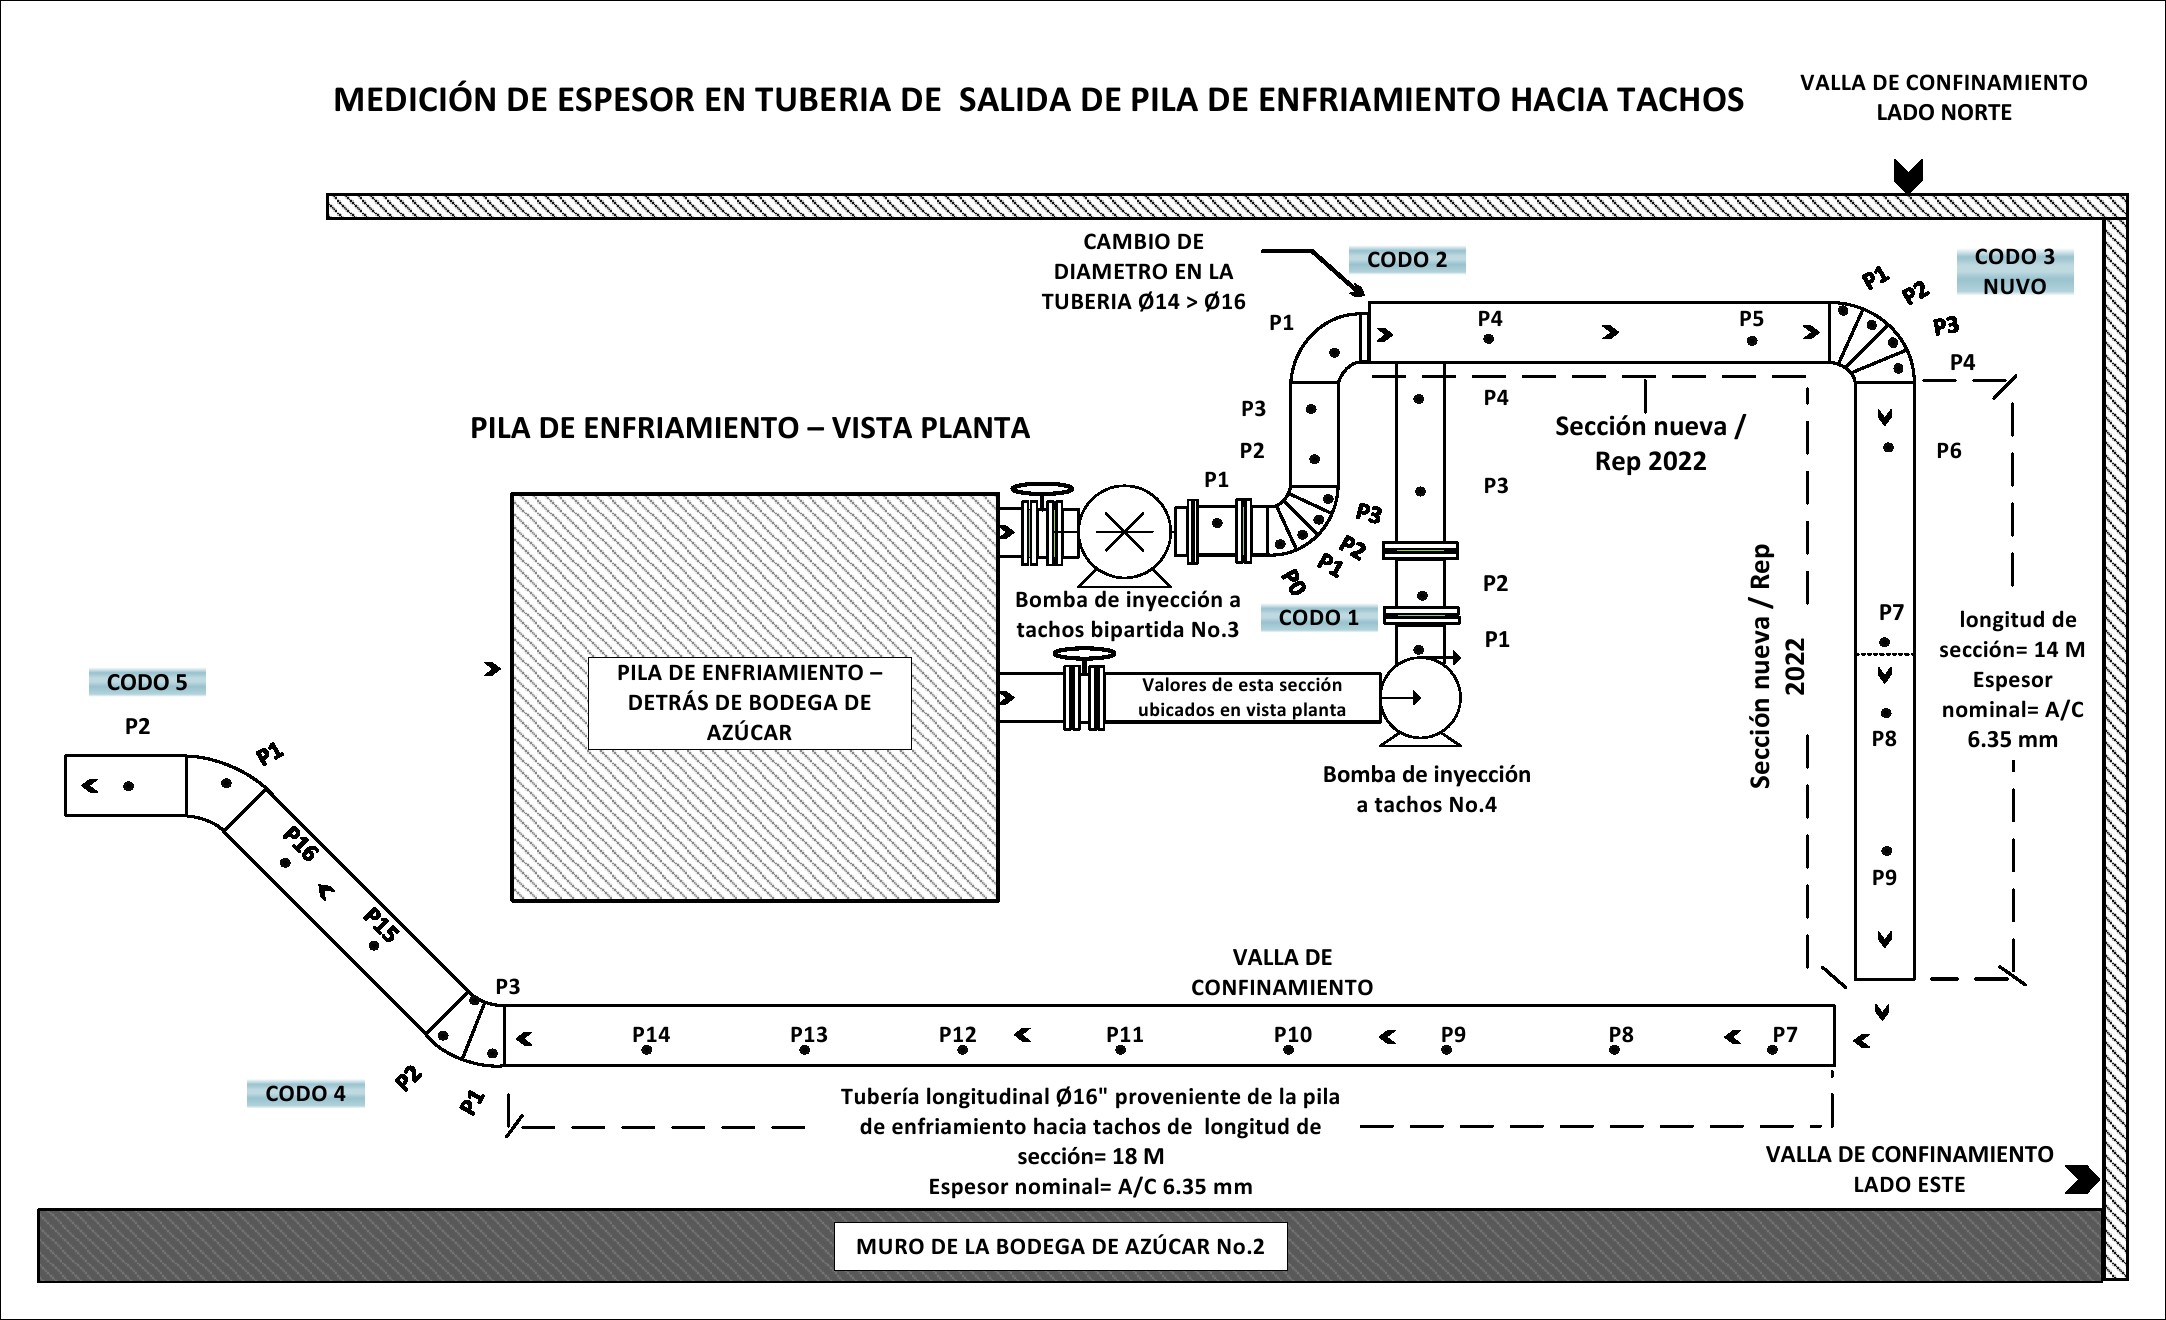 MEDICIÓN DE ESPESOR EN TUBERIA DE SALIDA DE PILA DE ENFRIAMIENTO HACIA TACHOS
VALLA DE CONFINAMIENTO
LADO NORTE
CAMBIO DE
DIAMETRO EN LA
TUBERIA Ø14 > Ø16
CODO 2
CODO 3
NUVO
P1
P2
P3
P4
P1
P4
P5
P3
P2
P1
P4
P3
P2
P1
Sección nueva /
Rep 2022
P6
PILA DE ENFRIAMIENTO – VISTA PLANTA
P3
P2
P1
P0
CODO 1
Bomba de inyección a
tachos bipartida No.3
PILA DE ENFRIAMIENTO –
DETRÁS DE BODEGA DE
AZÚCAR
Valores de esta sección
ubicados en vista planta
Bomba de inyección
a tachos No.4
Sección nueva / Rep
2022
P7
P8
P9
longitud de
sección= 14 M
Espesor
nominal= A/C
6.35 mm
CODO 5
P2
P1
P16
P15
P3
P2
P1
CODO 4
VALLA DE
CONFINAMIENTO
P14
P13
P12
P11
P10
P9
P8
P7
Tubería longitudinal Ø16" proveniente de la pila
de enfriamiento hacia tachos de longitud de
sección= 18 M
Espesor nominal= A/C 6.35 mm
VALLA DE CONFINAMIENTO
LADO ESTE
MURO DE LA BODEGA DE AZÚCAR No.2